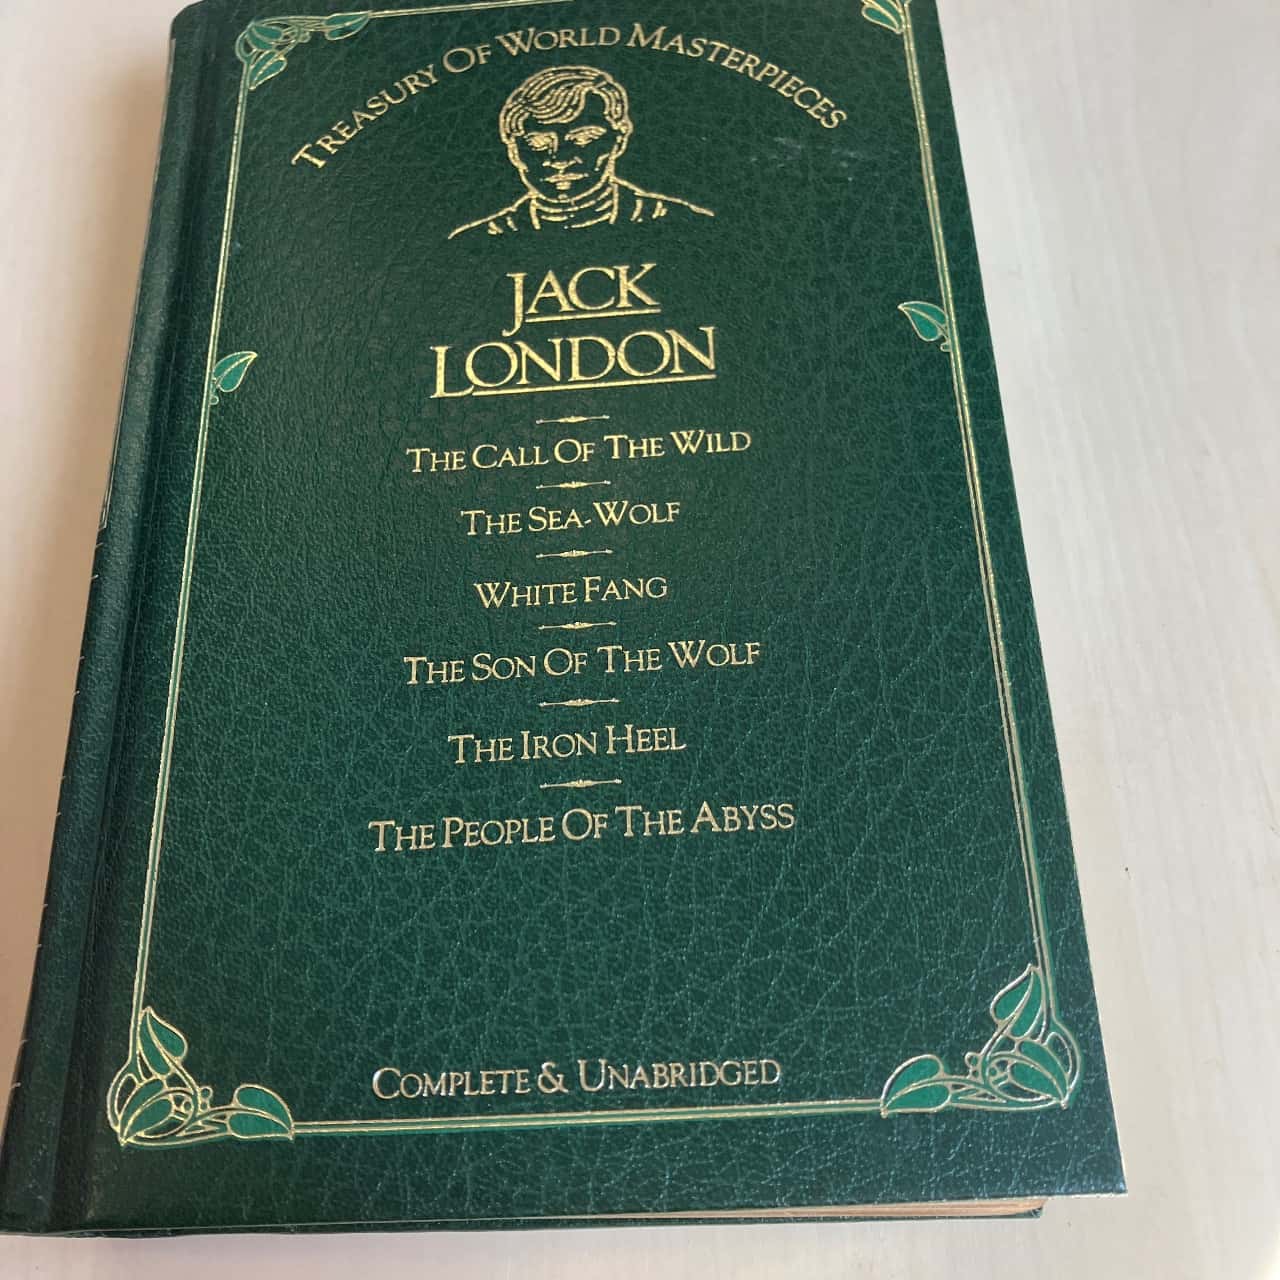 Treasury Of World Masterpieces
Jack
London
The Call Of The Wild
The Sea-Wolf
White Fang
The Son Of The Wolf
The Iron Heel
The People Of The Abyss
Complete & Unabridged